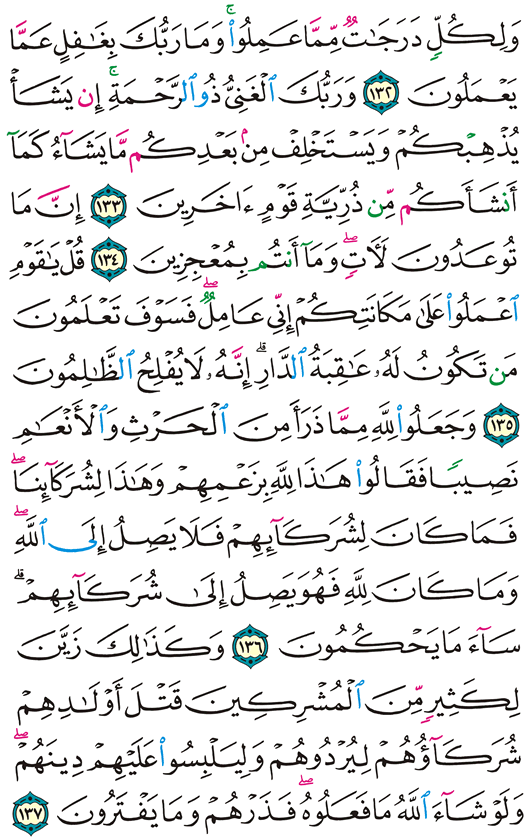 وَلِكُلٍّ دَرَجَٰتٌ مِّمَّا عَمِلُوا۟ ۚ وَمَا رَبُّكَ بِغَٰفِلٍ عَمَّا
يَعْمَلُونَ ١٣٢ وَرَبُّكَ ٱلْغَنِىُّ ذُو ٱلرَّحْمَةِ ۚ إِن يَشَأْ
يُذْهِبْكُمْ وَيَسْتَخْلِفْ مِنۢ بَعْدِكُم مَّا يَشَآءُ كَمَآ
أَنشَأَكُم مِّن ذُرِّيَّةِ قَوْمٍ ءَاخَرِينَ ١٣٣ إِنَّ مَا
تُوعَدُونَ لَءَاتٍ ۖ وَمَآ أَنتُم بِمُعْجِزِينَ ١٣٤ قُلْ يَٰقَوْمِ
ٱعْمَلُوا۟ عَلَىٰ مَكَانَتِكُمْ إِنِّى عَامِلٌ ۖ فَسَوْفَ تَعْلَمُونَ
مَن تَكُونُ لَهُۥ عَٰقِبَةُ ٱلدَّارِ ۗ إِنَّهُۥ لَا يُفْلِحُ ٱلظَّٰلِمُونَ
١٣٥ وَجَعَلُوا۟ لِلَّهِ مِمَّا ذَرَأَ مِنَ ٱلْحَرْثِ وَٱلْأَنْعَٰمِ
نَصِيبًا فَقَالُوا۟ هَٰذَا لِلَّهِ بِزَعْمِهِمْ وَهَٰذَا لِشُرَكَآئِنَا ۖ
فَمَا كَانَ لِشُرَكَآئِهِمْ فَلَا يَصِلُ إِلَى ٱللَّهِ ۖ
وَمَا كَانَ لِلَّهِ فَهُوَ يَصِلُ إِلَىٰ شُرَكَآئِهِمْ ۗ
سَآءَ مَا يَحْكُمُونَ ١٣٦ وَكَذَٰلِكَ زَيَّنَ
لِكَثِيرٍ مِّنَ ٱلْمُشْرِكِينَ قَتْلَ أَوْلَٰدِهِمْ
شُرَكَآؤُهُمْ لِيُرْدُوهُمْ وَلِيَلْبِسُوا۟ عَلَيْهِمْ دِينَهُمْ ۖ
وَلَوْ شَآءَ ٱللَّهُ مَا فَعَلُوهُ ۖ فَذَرْهُمْ وَمَا يَفْتَرُونَ ١٣٧